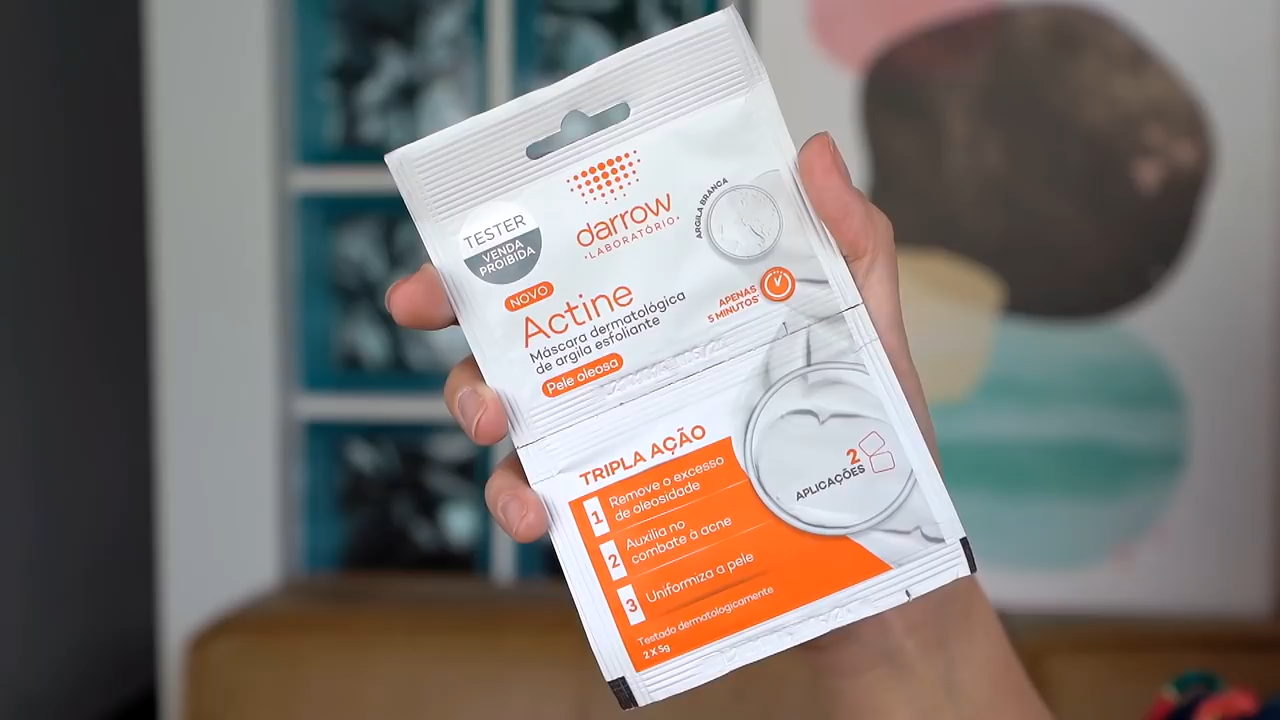 TESTER
VENDA
PROIBIDA
darrow
•LABORATÓRIO•
ARGILA BRANCA
NOVO
Actine
Máscara dermatológica
de argila esfoliante
Pele oleosa
APENAS
5 MINUTOS*
TRIPLA AÇÃO
1 Remove o excesso
de oleosidade
2 Auxilia no
combate à acne
3 Uniformiza a pele
Testado dermatologicamente
2 X 5g
2
APLICAÇÕES